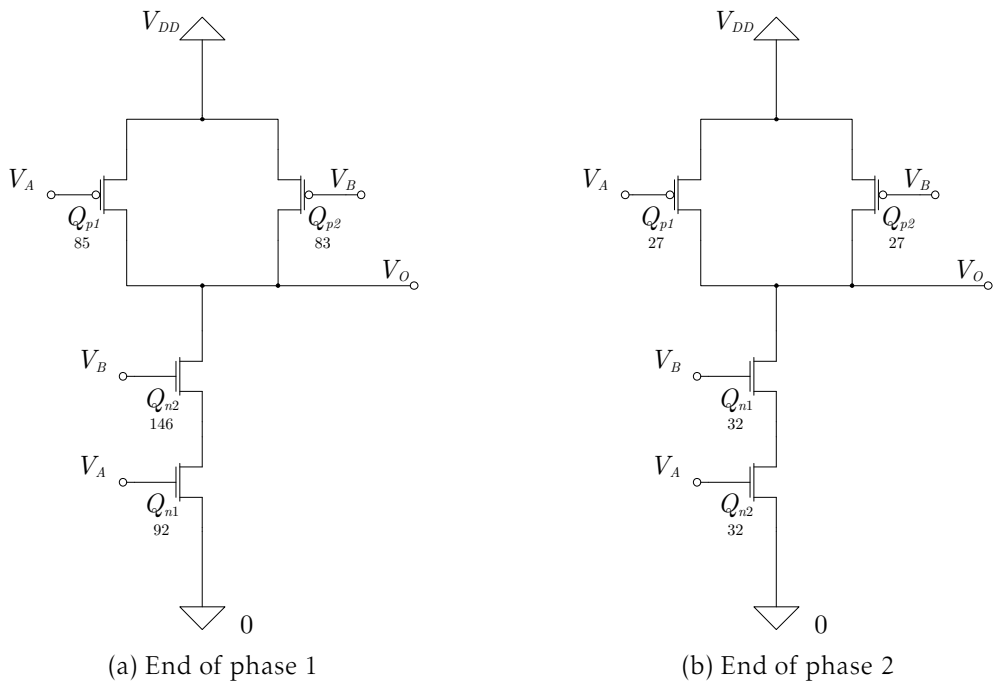 V_DD
V_A
V_B
Q_p1
85
Q_p2
83
V_O
V_B
Q_n2
146
V_A
Q_n1
92
0
(a) End of phase 1
V_DD
V_A
V_B
Q_p1
27
Q_p2
27
V_O
V_B
Q_n1
32
V_A
Q_n2
32
0
(b) End of phase 2